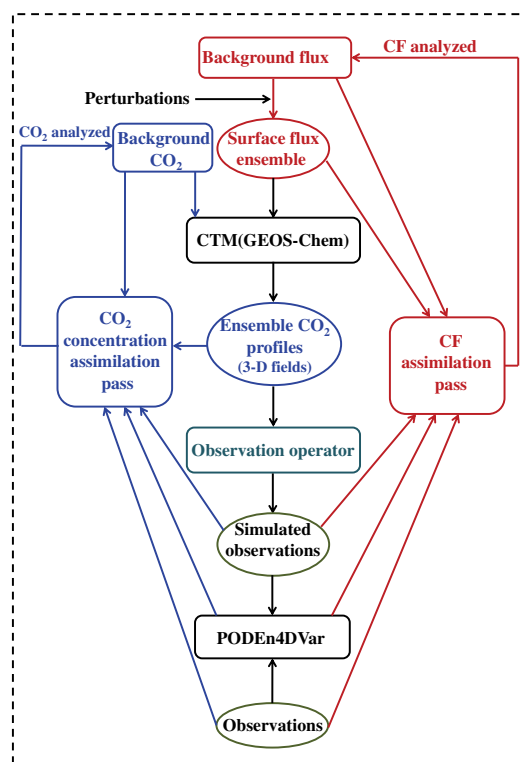 CF analyzed
Background flux
Perturbations
CO₂ analyzed
Background
CO₂
Surface flux
ensemble
CTM(GEOS-Chem)
CO₂
concentration
assimilation
pass
Ensemble CO₂
profiles
(3-D fields)
CF
assimilation
pass
Observation operator
Simulated
observations
PODEn4DVar
Observations